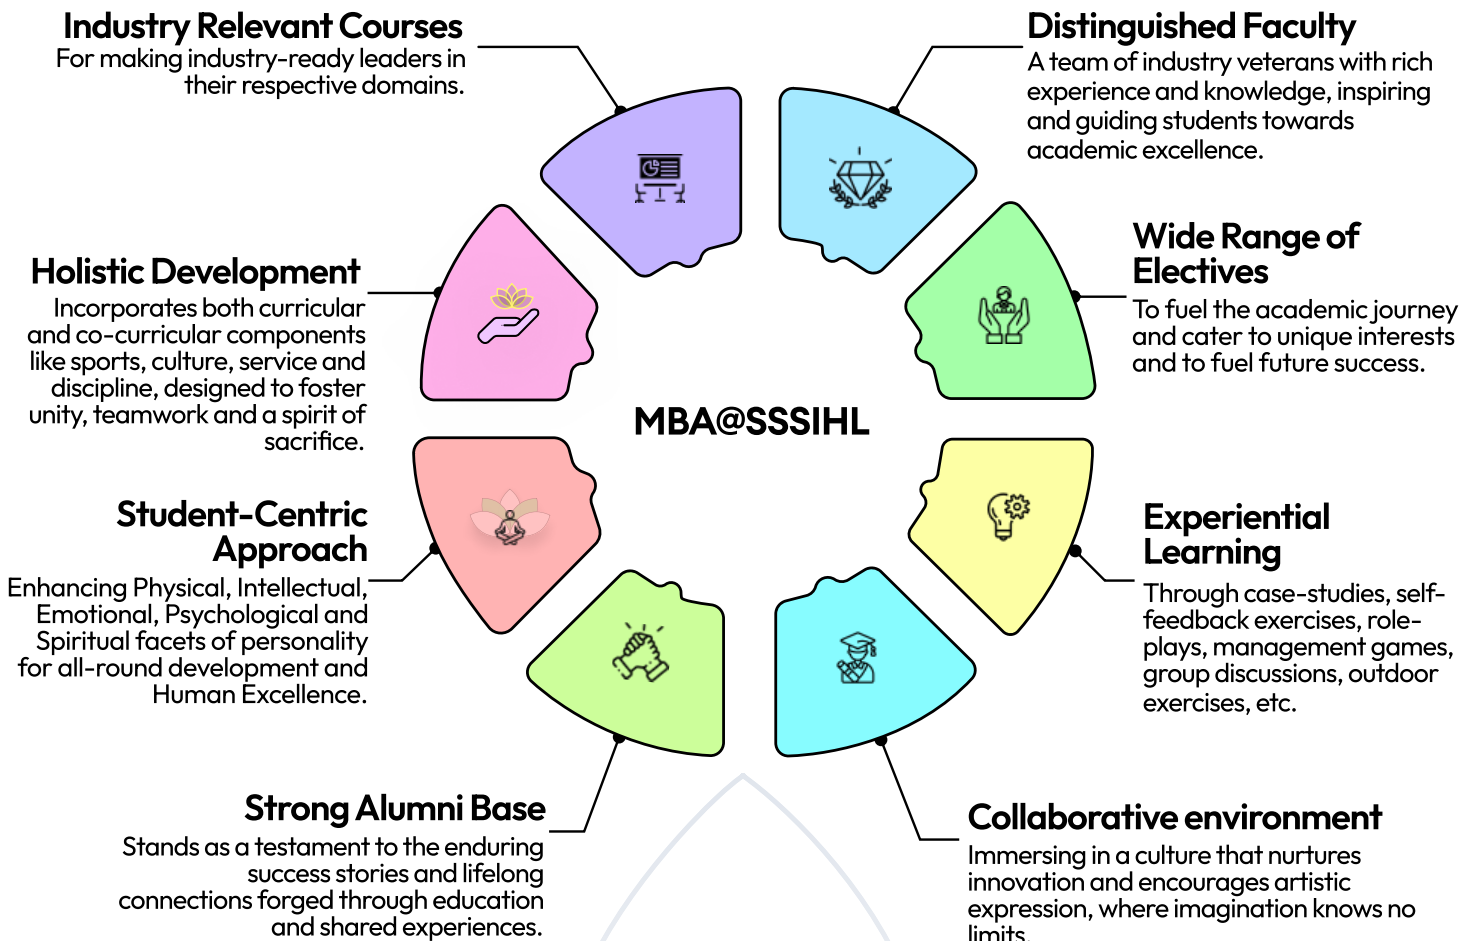 Industry Relevant Courses
For making industry-ready leaders in
their respective domains.
Distinguished Faculty
A team of industry veterans with rich
experience and knowledge, inspiring
and guiding students towards
academic excellence.
Holistic Development
Incorporates both curricular
and co-curricular components
like sports, culture, service and
discipline, designed to foster
unity, teamwork and a spirit of
sacrifice.
Wide Range of
Electives
To fuel the academic journey
and cater to unique interests
and to fuel future success.
MBA@SSSIHL
Student-Centric
Approach
Enhancing Physical, Intellectual,
Emotional, Psychological and
Spiritual facets of personality
for all-round development and
Human Excellence.
Experiential
Learning
Through case-studies, self-
feedback exercises, role-
plays, management games,
group discussions, outdoor
exercises, etc.
Strong Alumni Base
Stands as a testament to the enduring
success stories and lifelong
connections forged through education
and shared experiences.
Collaborative environment
Immersing in a culture that nurtures
innovation and encourages artistic
expression, where imagination knows no
limits.